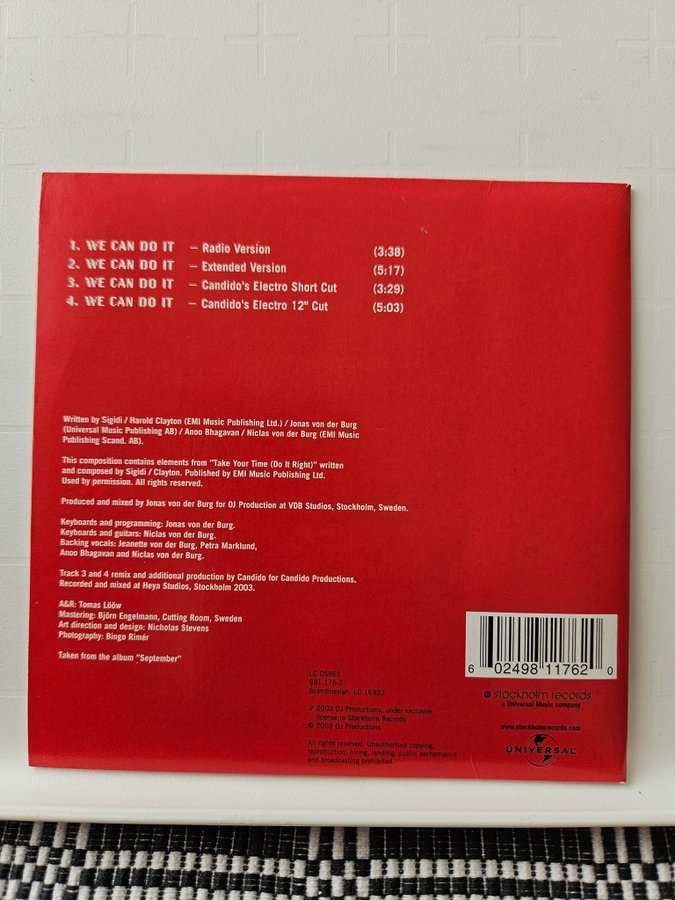 1. WE CAN DO IT – Radio Version (3:38)
2. WE CAN DO IT – Extended Version (5:17)
3. WE CAN DO IT – Candido's Electro Short Cut (3:29)
4. WE CAN DO IT – Candido's Electro 12" Cut (5:03)
Written by Sigidi / Harold Clayton (EMI Music Publishing Ltd.) / Jonas von der Burg
(Universal Music Publishing AB) / Anoo Bhagavan / Niclas von der Burg (EMI Music
Publishing Scand. AB).
This composition contains elements from "Take Your Time (Do It Right)" written
and composed by Sigidi / Clayton. Published by EMI Music Publishing Ltd.
Used by permission. All rights reserved.
Produced and mixed by Jonas von der Burg for OJ Production at VDB Studios, Stockholm, Sweden.
Keyboards and programming: Jonas von der Burg.
Keyboards and guitars: Niclas von der Burg.
Backing vocals: Jeanette von der Burg, Petra Marklund,
Anoo Bhagavan and Niclas von der Burg.
Track 3 and 4 remix and additional production by Candido for Candido Productions.
Recorded and mixed at Heya Studios, Stockholm 2003.
A&R: Tomas Lööw
Mastering: Björn Engelmann, Cutting Room, Sweden
Art direction and design: Nicholas Stevens
Photography: Bingo Rimér
Taken from the album "September"
LC 05865
981 176-2
Scandinavian: LC 16923
℗ 2003 OJ Productions, under exclusive
license to Stockholm Records
© 2003 OJ Productions
All rights reserved. Unauthorised copying,
reproduction, hiring, lending, public performance
and broadcasting prohibited.
6 02498 11762 0
stockholm records
a Universal Music company
www.stockholmrecords.com
UNIVERSAL